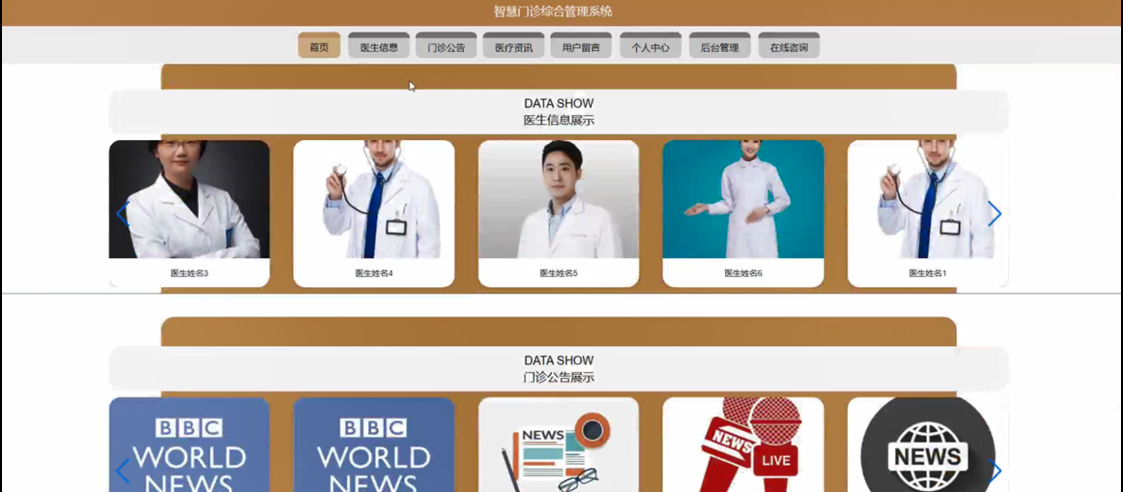 智慧门诊综合管理系统
首页 医生信息 门诊公告 医疗资讯 用户留言 个人中心 后台管理 在线咨询
DATA SHOW
医生信息展示
医生姓名3 医生姓名4 医生姓名5 医生姓名6 医生姓名1
DATA SHOW
门诊公告展示
BBC
WORLD
NEWS
BBC
WORLD
NEWS
NEWS
NEWS
LIVE
NEWS